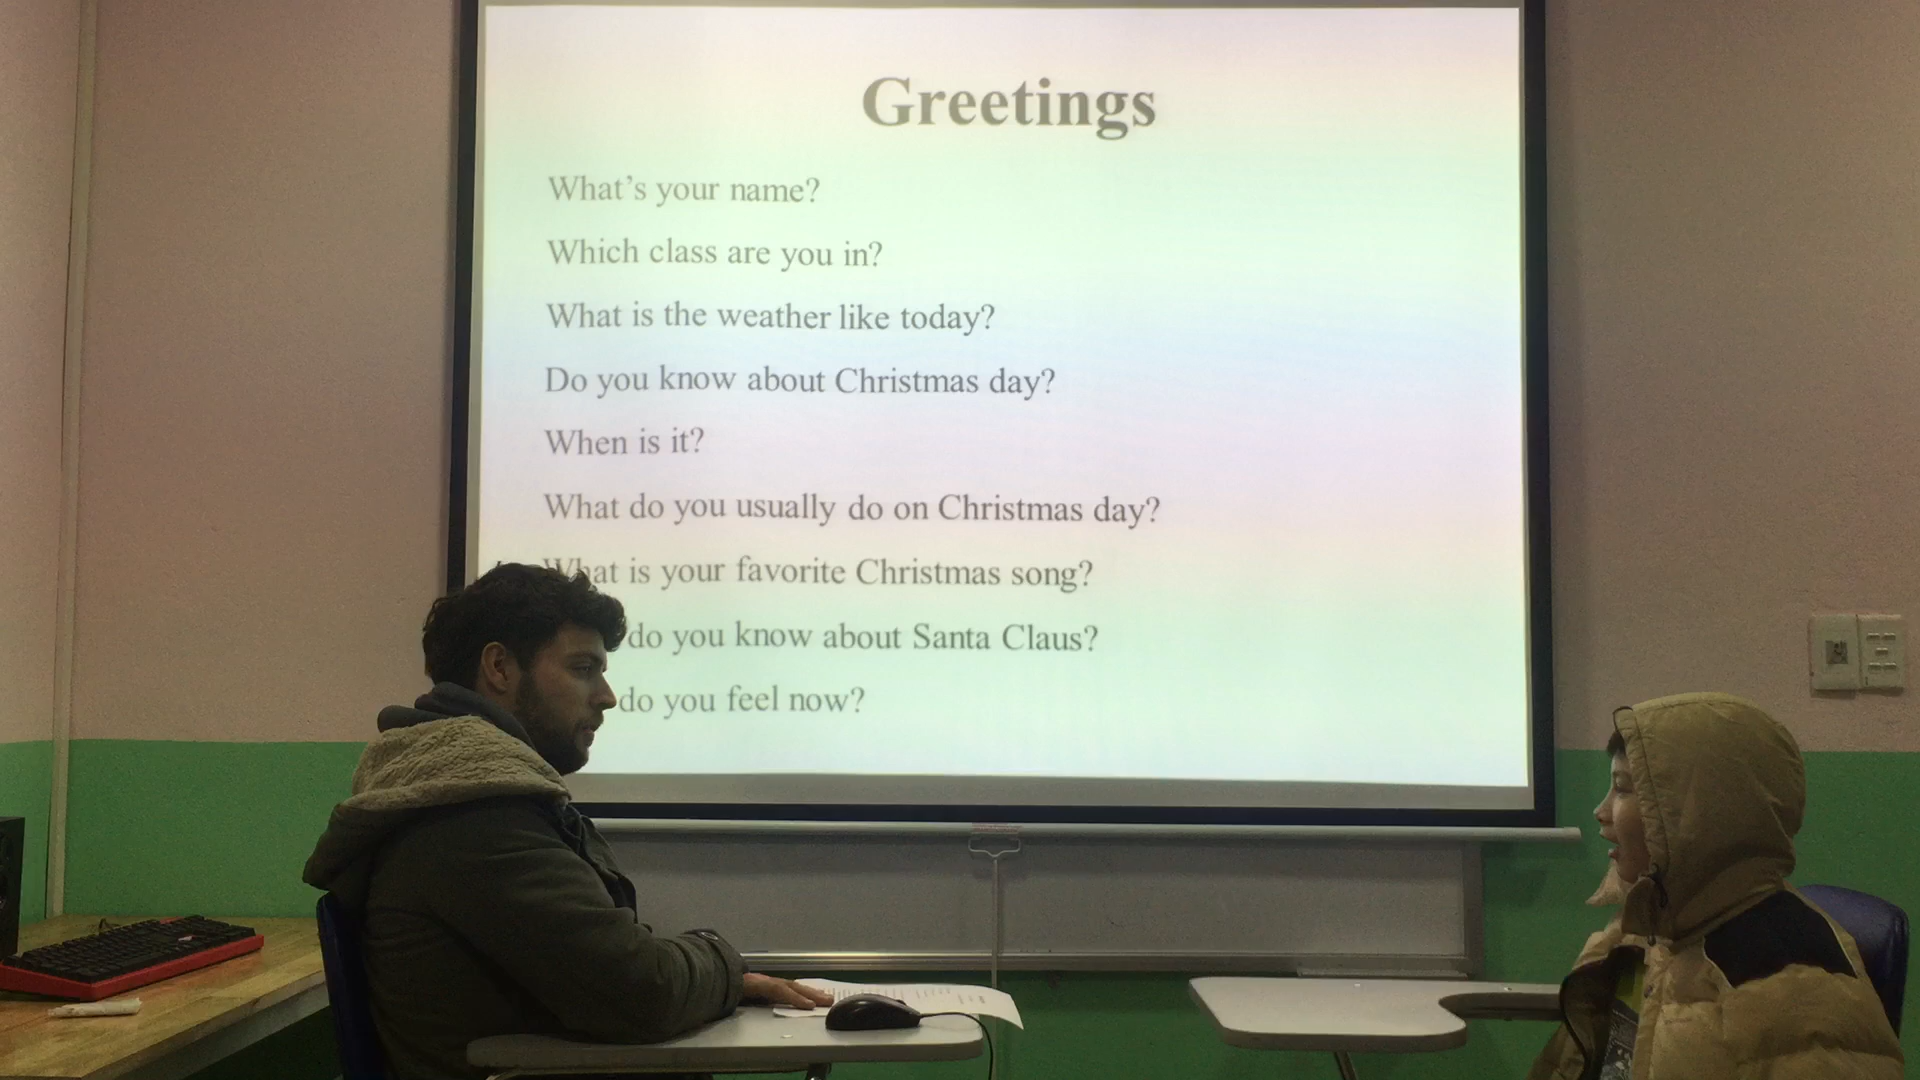 Greetings
What's your name?
Which class are you in?
What is the weather like today?
Do you know about Christmas day?
When is it?
What do you usually do on Christmas day?
What is your favorite Christmas song?
do you know about Santa Claus?
do you feel now?